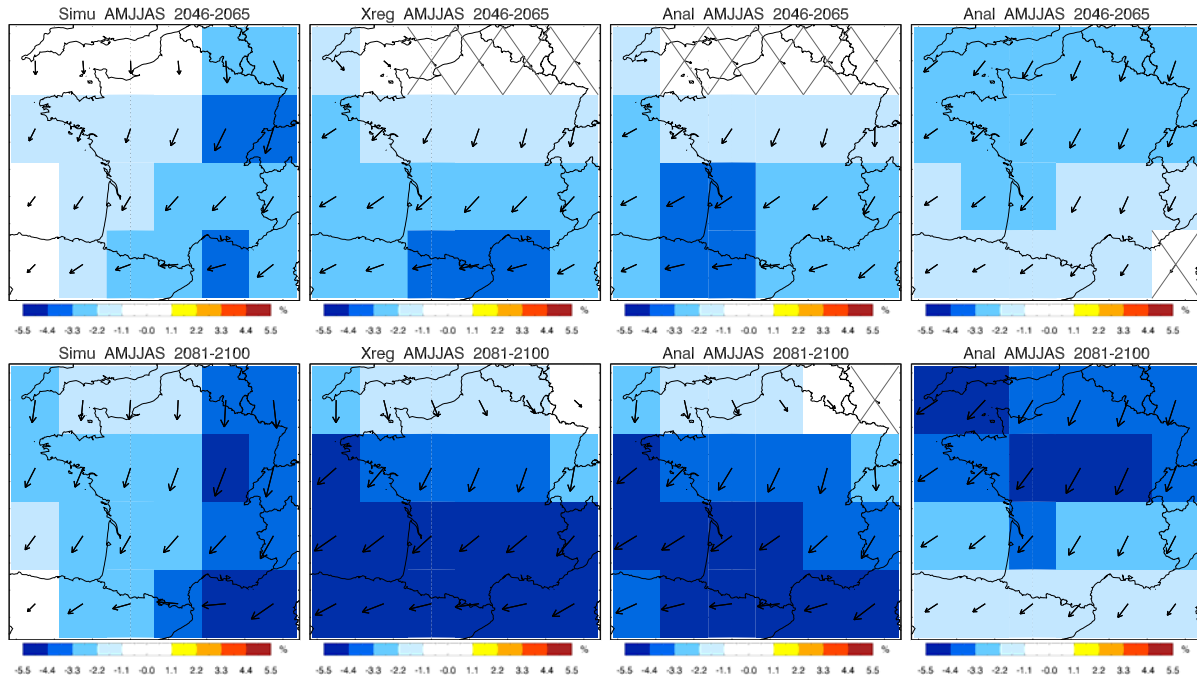 Simu AMJJAS 2046-2065
Xreg AMJJAS 2046-2065
Anal AMJJAS 2046-2065
Anal AMJJAS 2046-2065
-5.5 -4.4 -3.3 -2.2 -1.1 -0.0 1.1 2.2 3.3 4.4 5.5 %
-5.5 -4.4 -3.3 -2.2 -1.1 -0.0 1.1 2.2 3.3 4.4 5.5 %
-5.5 -4.4 -3.3 -2.2 -1.1 -0.0 1.1 2.2 3.3 4.4 5.5 %
-5.5 -4.4 -3.3 -2.2 -1.1 -0.0 1.1 2.2 3.3 4.4 5.5 %
Simu AMJJAS 2081-2100
Xreg AMJJAS 2081-2100
Anal AMJJAS 2081-2100
Anal AMJJAS 2081-2100
-5.5 -4.4 -3.3 -2.2 -1.1 -0.0 1.1 2.2 3.3 4.4 5.5 %
-5.5 -4.4 -3.3 -2.2 -1.1 -0.0 1.1 2.2 3.3 4.4 5.5 %
-5.5 -4.4 -3.3 -2.2 -1.1 -0.0 1.1 2.2 3.3 4.4 5.5 %
-5.5 -4.4 -3.3 -2.2 -1.1 -0.0 1.1 2.2 3.3 4.4 5.5 %